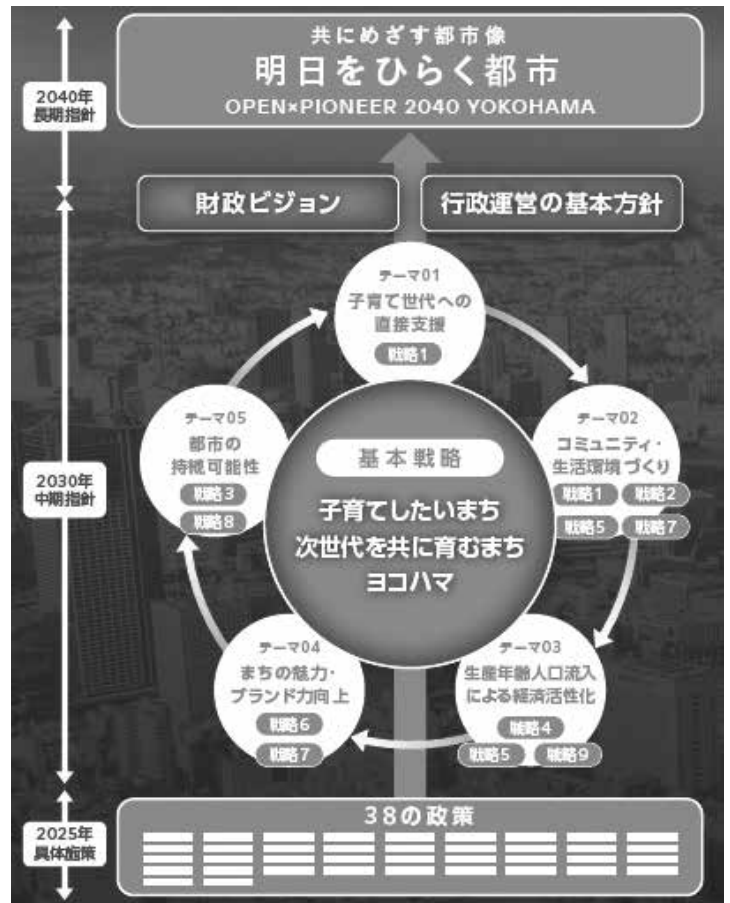 共にめざす都市像
明日をひらく都市
OPEN×PIONEER 2040 YOKOHAMA
2040年
長期指針
財政ビジョン
行政運営の基本方針
テーマ01
子育て世代への
直接支援
戦略1
テーマ05
都市の
持続可能性
戦略3
戦略8
テーマ02
コミュニティ・
生活環境づくり
戦略1 戦略2
戦略5 戦略7
2030年
中期指針
基本戦略
子育てしたいまち
次世代を共に育むまち
ヨコハマ
テーマ04
まちの魅力・
ブランド力向上
戦略6
戦略7
テーマ03
生産年齢人口流入
による経済活性化
戦略4
戦略5 戦略9
2025年
具体施策
38の政策